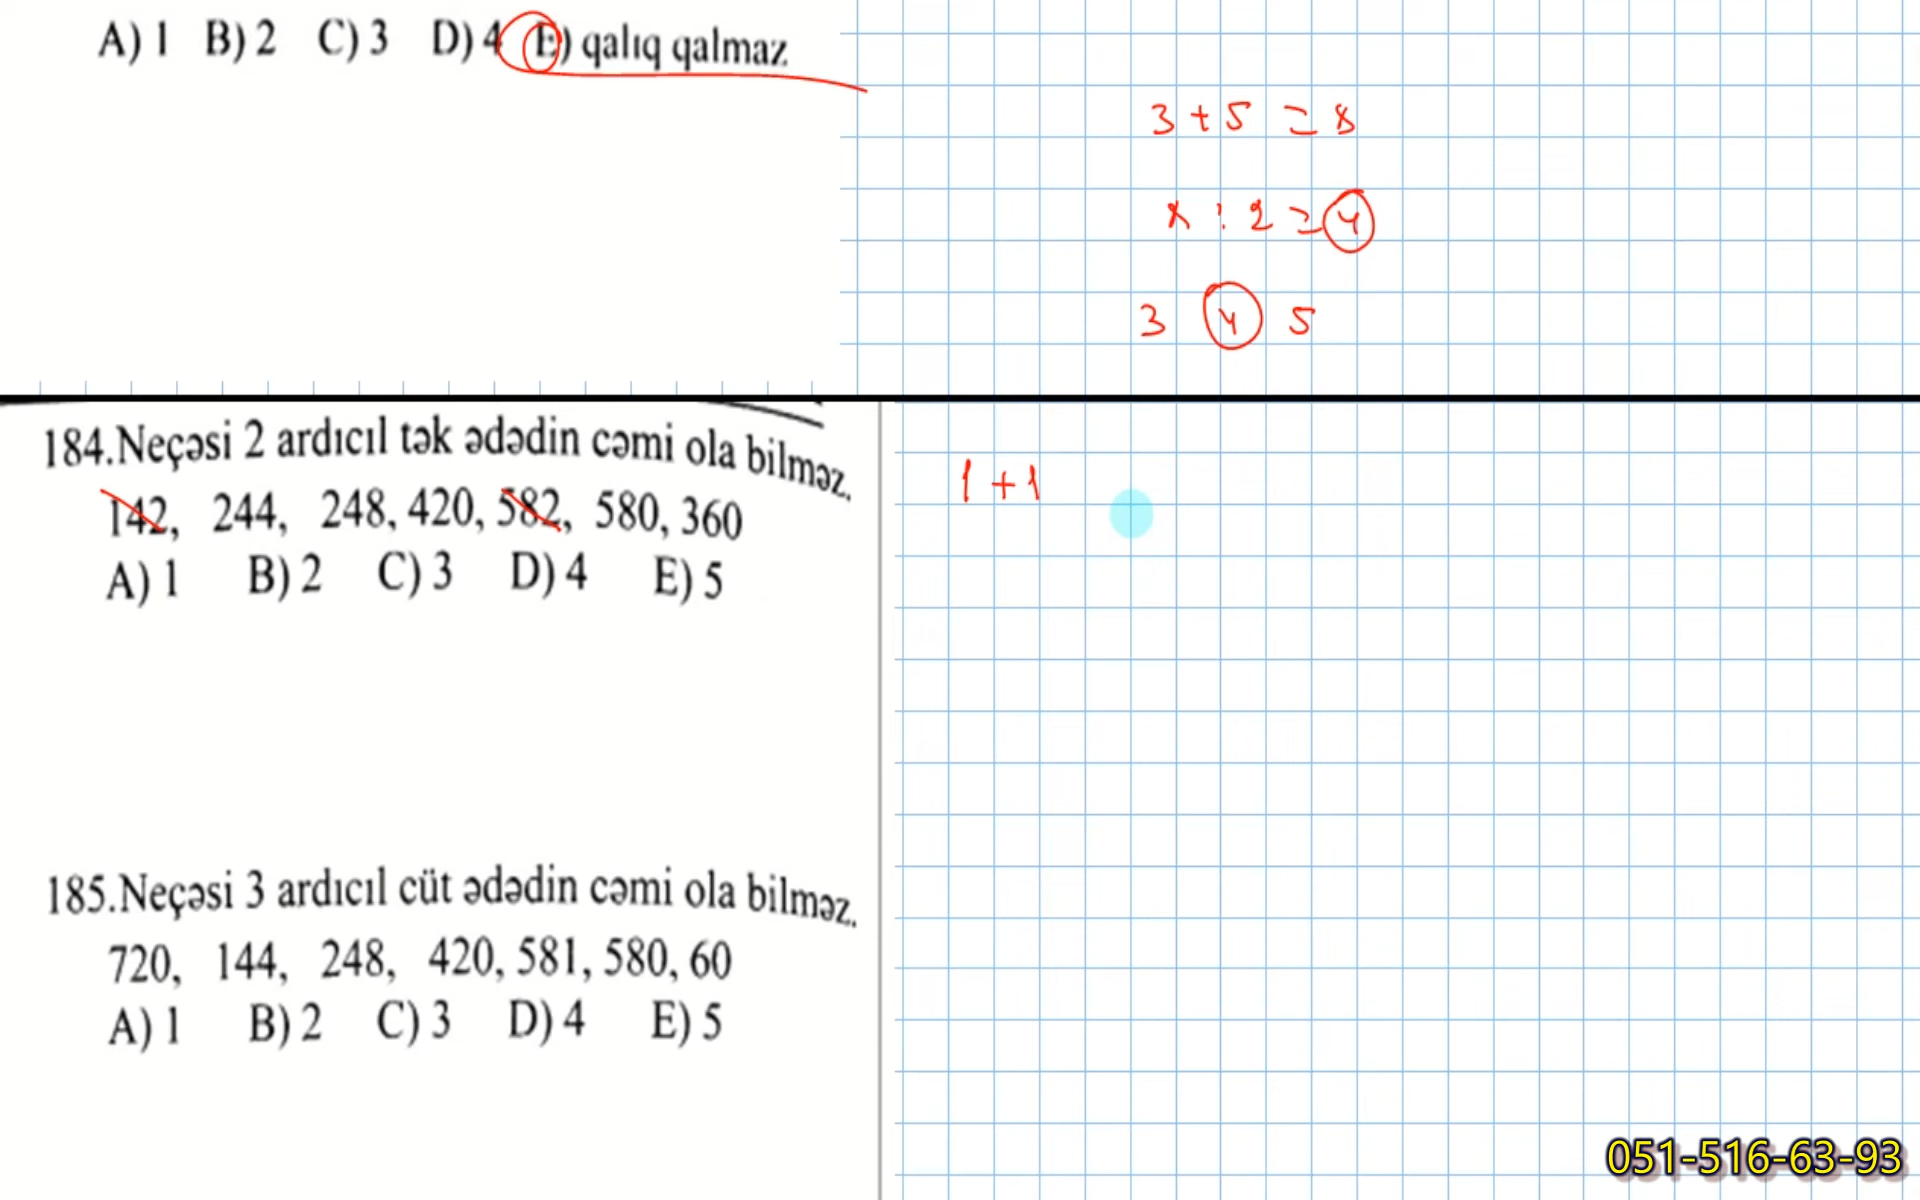 A) 1 B) 2 C) 3 D) 4 E) qalıq qalmaz
3 + 5 = 8
8 : 2 = 4
3 4 5
184.Neçəsi 2 ardıcıl tək ədədin cəmi ola bilməz.
142, 244, 248, 420, 582, 580, 360
A) 1 B) 2 C) 3 D) 4 E) 5
1 + 1
185.Neçəsi 3 ardıcıl cüt ədədin cəmi ola bilməz.
720, 144, 248, 420, 581, 580, 60
A) 1 B) 2 C) 3 D) 4 E) 5
051-516-63-93